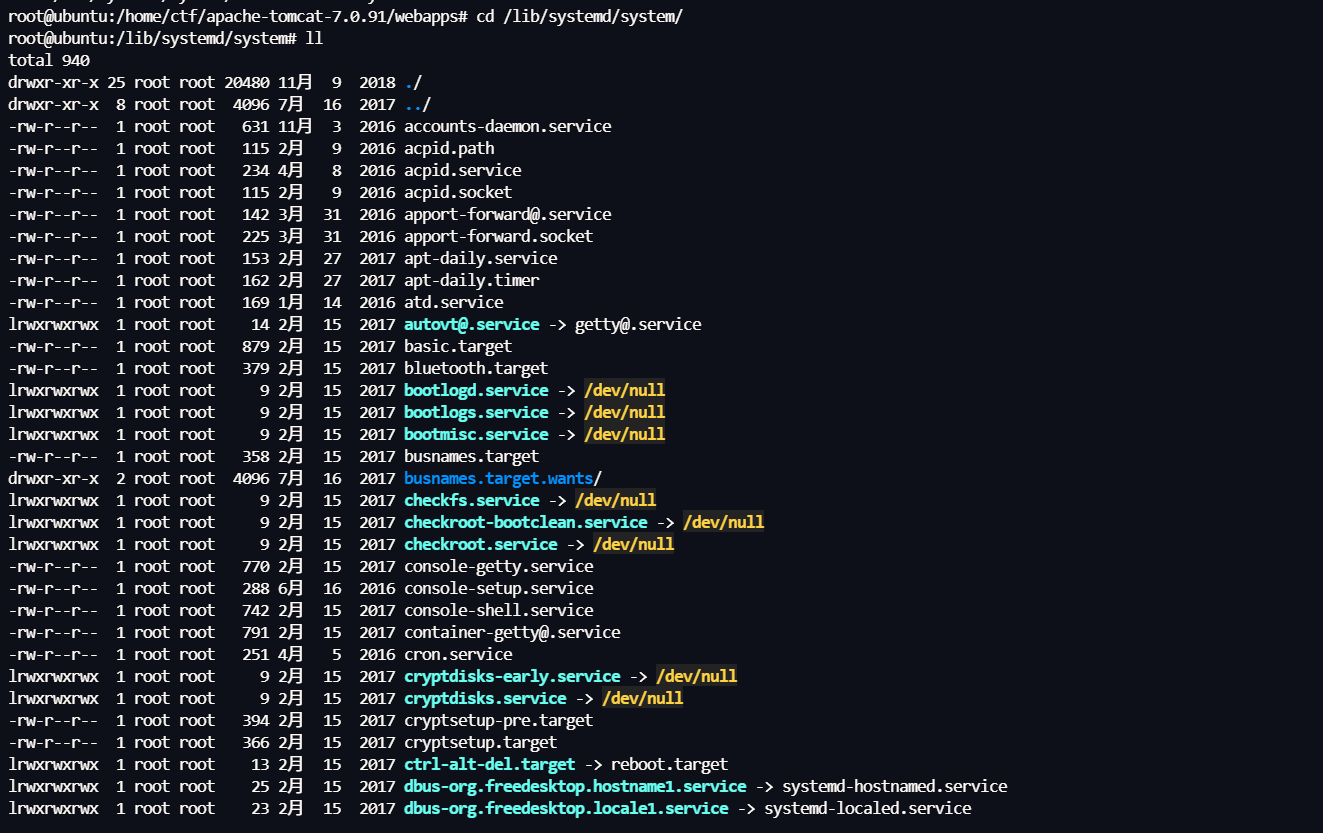 root@ubuntu:/home/ctf/apache-tomcat-7.0.91/webapps# cd /lib/systemd/system/
root@ubuntu:/lib/systemd/system# ll
total 940
drwxr-xr-x 25 root root 20480 11月  9  2018 ./
drwxr-xr-x  8 root root  4096 7月  16  2017 ../
-rw-r--r--  1 root root   631 11月  3  2016 accounts-daemon.service
-rw-r--r--  1 root root   115 2月   9  2016 acpid.path
-rw-r--r--  1 root root   234 4月   8  2016 acpid.service
-rw-r--r--  1 root root   115 2月   9  2016 acpid.socket
-rw-r--r--  1 root root   142 3月  31  2016 apport-forward@.service
-rw-r--r--  1 root root   225 3月  31  2016 apport-forward.socket
-rw-r--r--  1 root root   153 2月  27  2017 apt-daily.service
-rw-r--r--  1 root root   162 2月  27  2017 apt-daily.timer
-rw-r--r--  1 root root   169 1月  14  2016 atd.service
lrwxrwxrwx  1 root root    14 2月  15  2017 autovt@.service -> getty@.service
-rw-r--r--  1 root root   879 2月  15  2017 basic.target
-rw-r--r--  1 root root   379 2月  15  2017 bluetooth.target
lrwxrwxrwx  1 root root     9 2月  15  2017 bootlogd.service -> /dev/null
lrwxrwxrwx  1 root root     9 2月  15  2017 bootlogs.service -> /dev/null
lrwxrwxrwx  1 root root     9 2月  15  2017 bootmisc.service -> /dev/null
-rw-r--r--  1 root root   358 2月  15  2017 busnames.target
drwxr-xr-x  2 root root  4096 7月  16  2017 busnames.target.wants/
lrwxrwxrwx  1 root root     9 2月  15  2017 checkfs.service -> /dev/null
lrwxrwxrwx  1 root root     9 2月  15  2017 checkroot-bootclean.service -> /dev/null
lrwxrwxrwx  1 root root     9 2月  15  2017 checkroot.service -> /dev/null
-rw-r--r--  1 root root   770 2月  15  2017 console-getty.service
-rw-r--r--  1 root root   288 6月  16  2016 console-setup.service
-rw-r--r--  1 root root   742 2月  15  2017 console-shell.service
-rw-r--r--  1 root root   791 2月  15  2017 container-getty@.service
-rw-r--r--  1 root root   251 4月   5  2016 cron.service
lrwxrwxrwx  1 root root     9 2月  15  2017 cryptdisks-early.service -> /dev/null
lrwxrwxrwx  1 root root     9 2月  15  2017 cryptdisks.service -> /dev/null
-rw-r--r--  1 root root   394 2月  15  2017 cryptsetup-pre.target
-rw-r--r--  1 root root   366 2月  15  2017 cryptsetup.target
lrwxrwxrwx  1 root root    13 2月  15  2017 ctrl-alt-del.target -> reboot.target
lrwxrwxrwx  1 root root    25 2月  15  2017 dbus-org.freedesktop.hostname1.service -> systemd-hostnamed.service
lrwxrwxrwx  1 root root    23 2月  15  2017 dbus-org.freedesktop.locale1.service -> systemd-localed.service